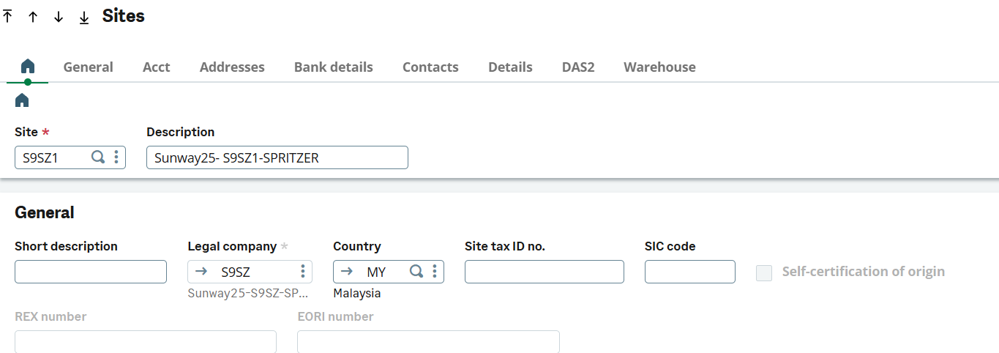 Sites
General Acct Addresses Bank details Contacts Details DAS2 Warehouse
Site * Description
S9SZ1 Sunway25- S9SZ1-SPRITZER
General
Short description Legal company * Country Site tax ID no. SIC code
S9SZ MY Self-certification of origin
Sunway25-S9SZ-SP... Malaysia
REX number EORI number